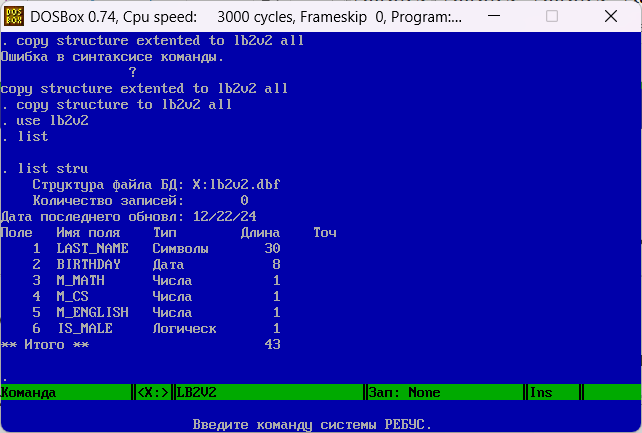 DOSBox 0.74, Cpu speed: 3000 cycles, Frameskip 0, Program:...
. copy structure extented to lb2v2 all
Ошибка в синтаксисе команды.
?
copy structure extented to lb2v2 all
. copy structure to lb2v2 all
. use lb2v2
. list
. list stru
Структура файла БД: X:lb2v2.dbf
Количество записей: 0
Дата последнего обновл: 12/22/24
Поле Имя поля Тип Длина Точ
1 LAST_NAME Символы 30
2 BIRTHDAY Дата 8
3 M_MATH Числа 1
4 M_CS Числа 1
5 M_ENGLISH Числа 1
6 IS_MALE Логическ 1
** Итого ** 43
.
Команда <X:> LB2V2 Зап: None Ins
Введите команду системы РЕБУС.